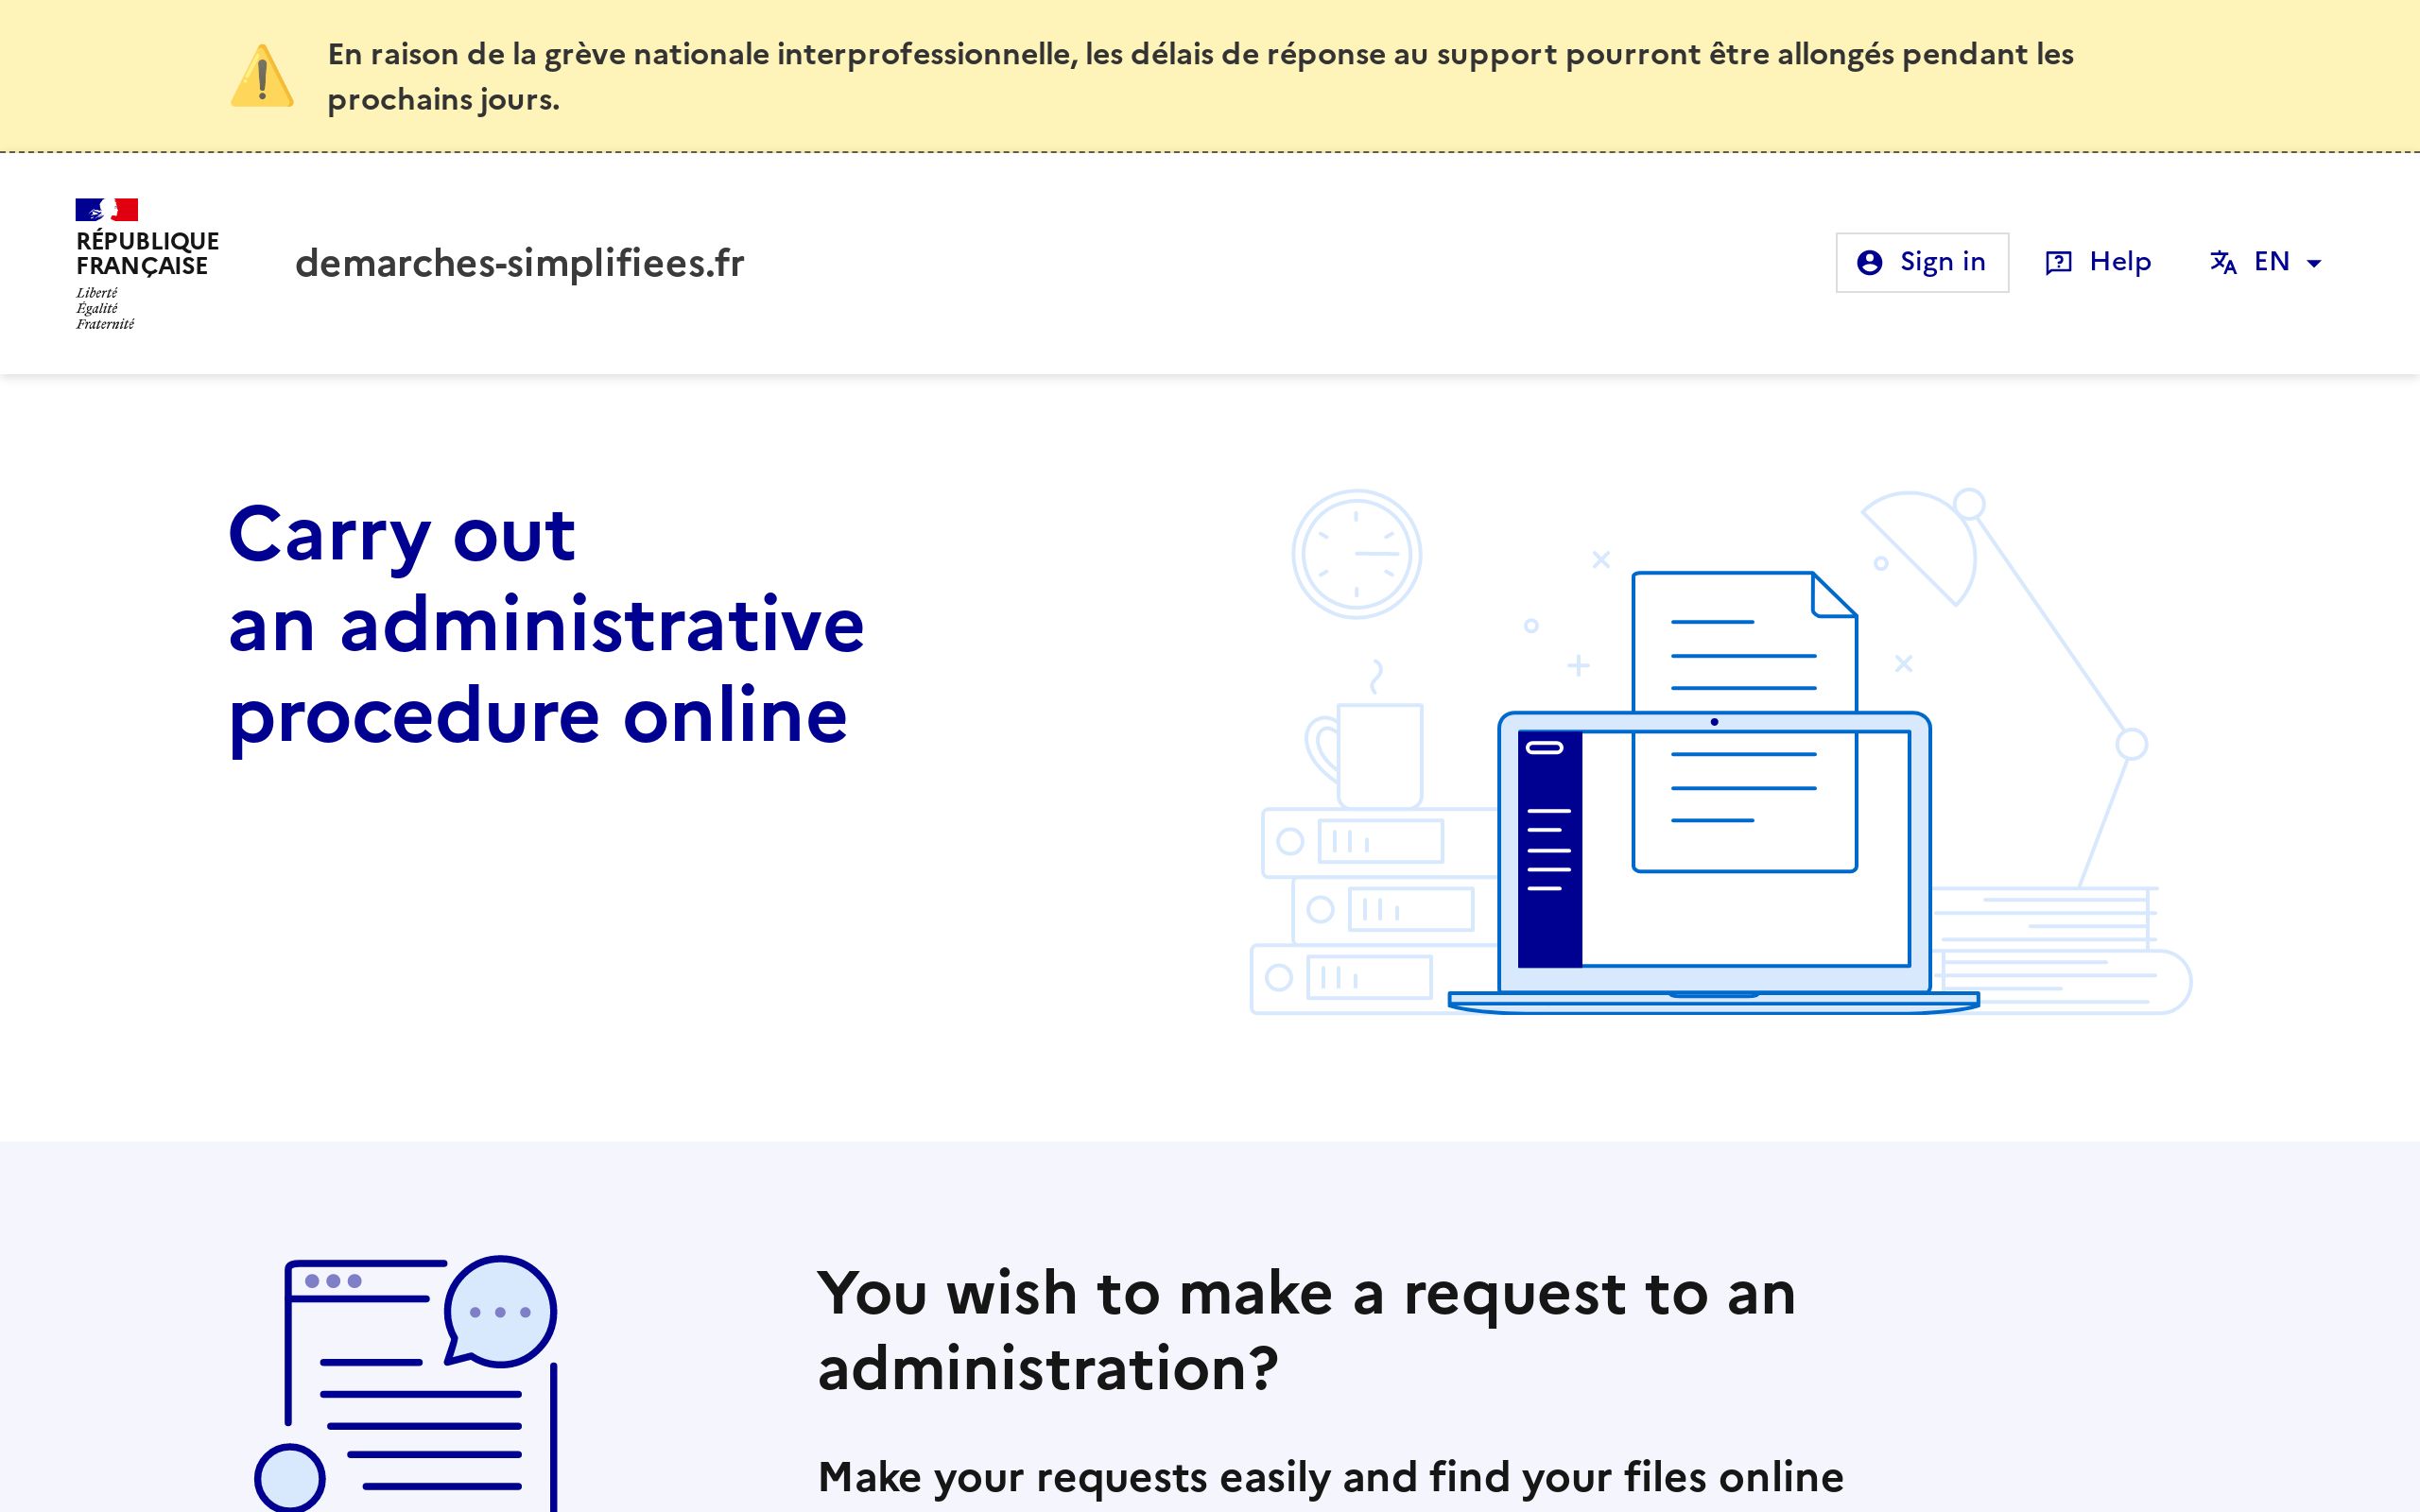 En raison de la grève nationale interprofessionnelle, les délais de réponse au support pourront être allongés pendant les
prochains jours.
RÉPUBLIQUE
FRANÇAISE
Liberté
Égalité
Fraternité
demarches-simplifiees.fr
Sign in
Help
EN
Carry out
an administrative
procedure online
You wish to make a request to an
administration?
Make your requests easily and find your files online